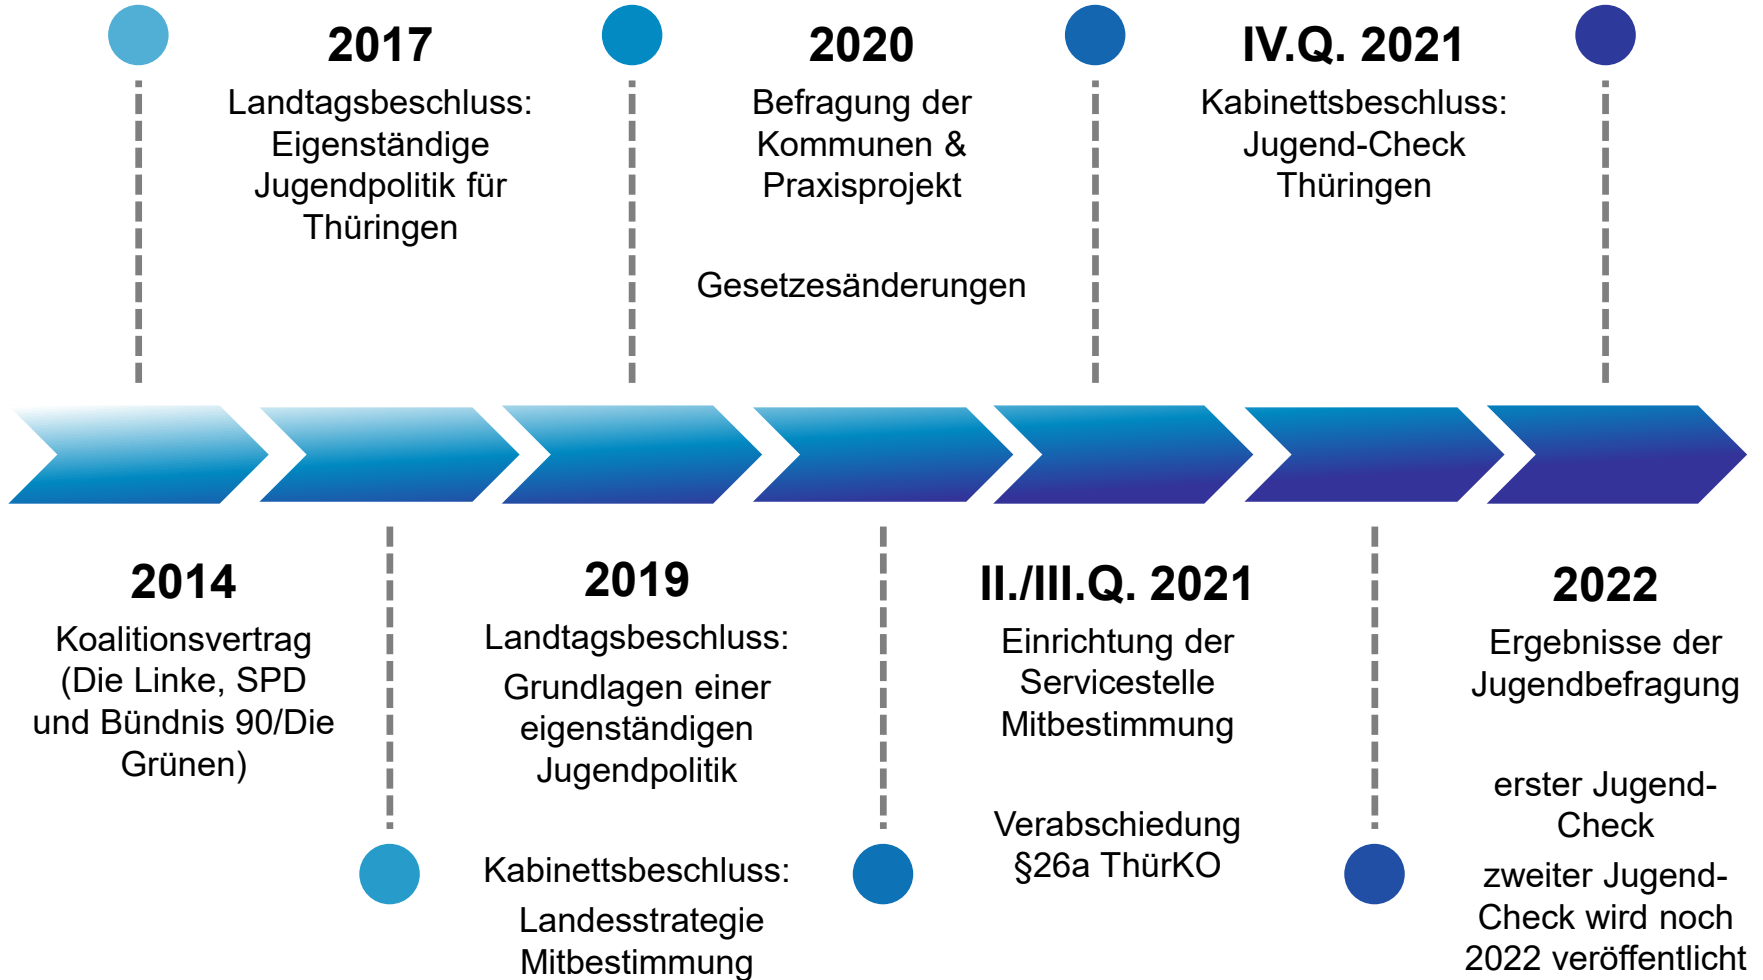 2017
Landtagsbeschluss:
Eigenständige
Jugendpolitik für
Thüringen
2020
Befragung der
Kommunen &
Praxisprojekt
Gesetzesänderungen
IV.Q. 2021
Kabinettsbeschluss:
Jugend-Check
Thüringen
2014
Koalitionsvertrag
(Die Linke, SPD
und Bündnis 90/Die
Grünen)
2019
Landtagsbeschluss:
Grundlagen einer
eigenständigen
Jugendpolitik
Kabinettsbeschluss:
Landesstrategie
Mitbestimmung
II./III.Q. 2021
Einrichtung der
Servicestelle
Mitbestimmung
Verabschiedung
§26a ThürKO
2022
Ergebnisse der
Jugendbefragung
erster Jugend-
Check
zweiter Jugend-
Check wird noch
2022 veröffentlicht